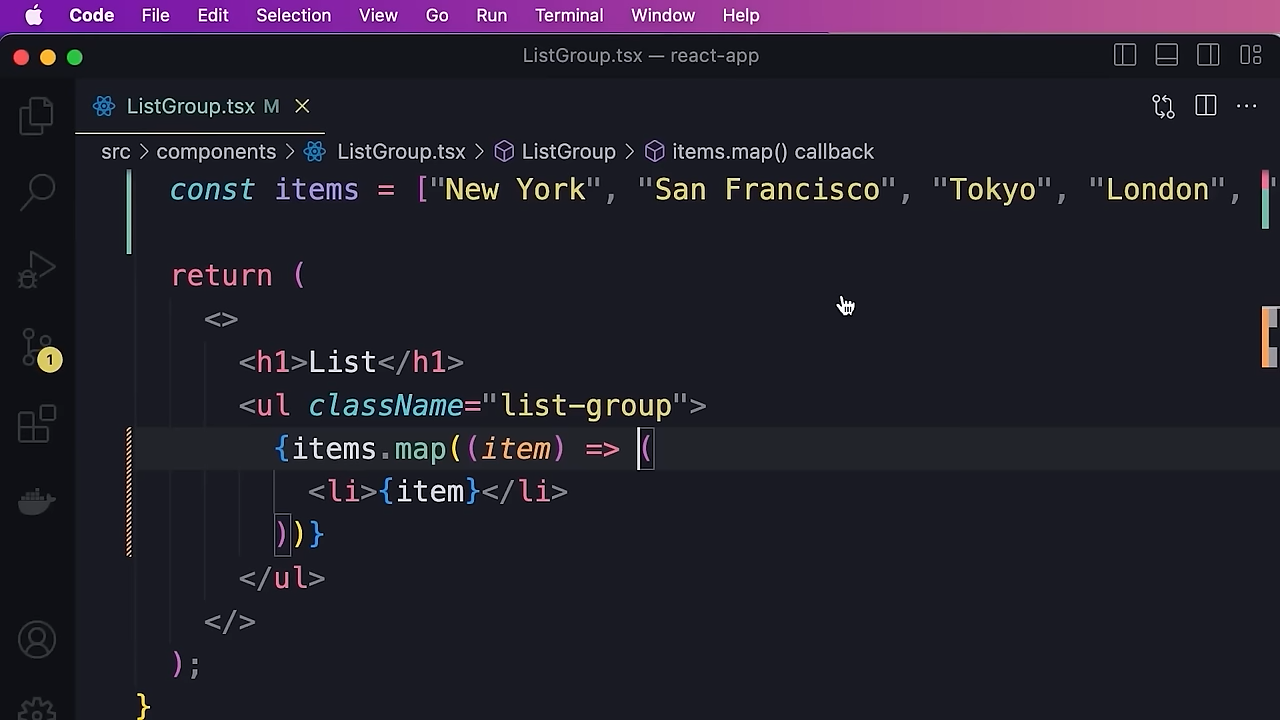 Code File Edit Selection View Go Run Terminal Window Help
ListGroup.tsx — react-app
ListGroup.tsx M
src > components > ListGroup.tsx > ListGroup > items.map() callback
const items = ["New York", "San Francisco", "Tokyo", "London", "
return (
<>
<h1>List</h1>
<ul className="list-group">
{items.map((item) => (
<li>{item}</li>
))}
</ul>
</>
);
}
1